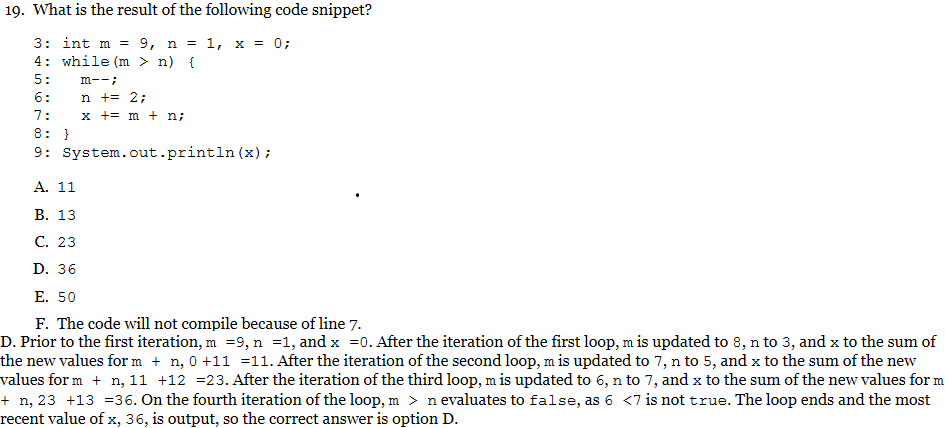 19. What is the result of the following code snippet?
3: int m = 9, n = 1, x = 0;
4: while(m > n) {
5:   m--;
6:   n += 2;
7:   x += m + n;
8: }
9: System.out.println(x);
A. 11
B. 13
C. 23
D. 36
E. 50
F. The code will not compile because of line 7.
D. Prior to the first iteration, m =9, n =1, and x =0. After the iteration of the first loop, m is updated to 8, n to 3, and x to the sum of
the new values for m + n, 0 +11 =11. After the iteration of the second loop, m is updated to 7, n to 5, and x to the sum of the new
values for m + n, 11 +12 =23. After the iteration of the third loop, m is updated to 6, n to 7, and x to the sum of the new values for m
+ n, 23 +13 =36. On the fourth iteration of the loop, m > n evaluates to false, as 6 <7 is not true. The loop ends and the most
recent value of x, 36, is output, so the correct answer is option D.